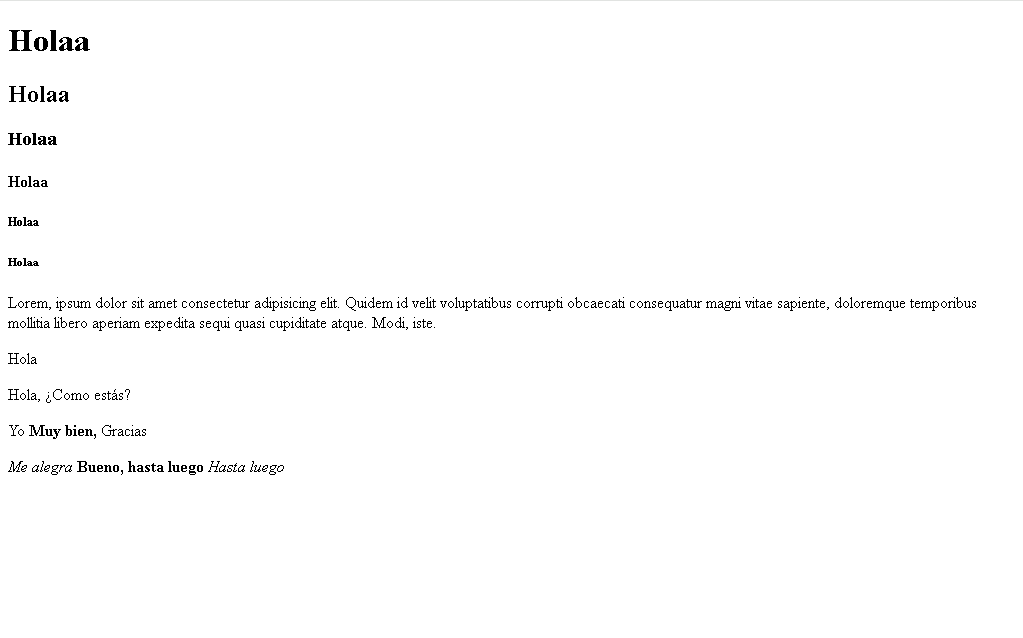 Holaa
Holaa
Holaa
Holaa
Holaa
Holaa
Lorem, ipsum dolor sit amet consectetur adipisicing elit. Quidem id velit voluptatibus corrupti obcaecati consequatur magni vitae sapiente, doloremque temporibus
mollitia libero aperiam expedita sequi quasi cupiditate atque. Modi, iste.
Hola
Hola, ¿Como estás?
Yo Muy bien, Gracias
Me alegra Bueno, hasta luego Hasta luego